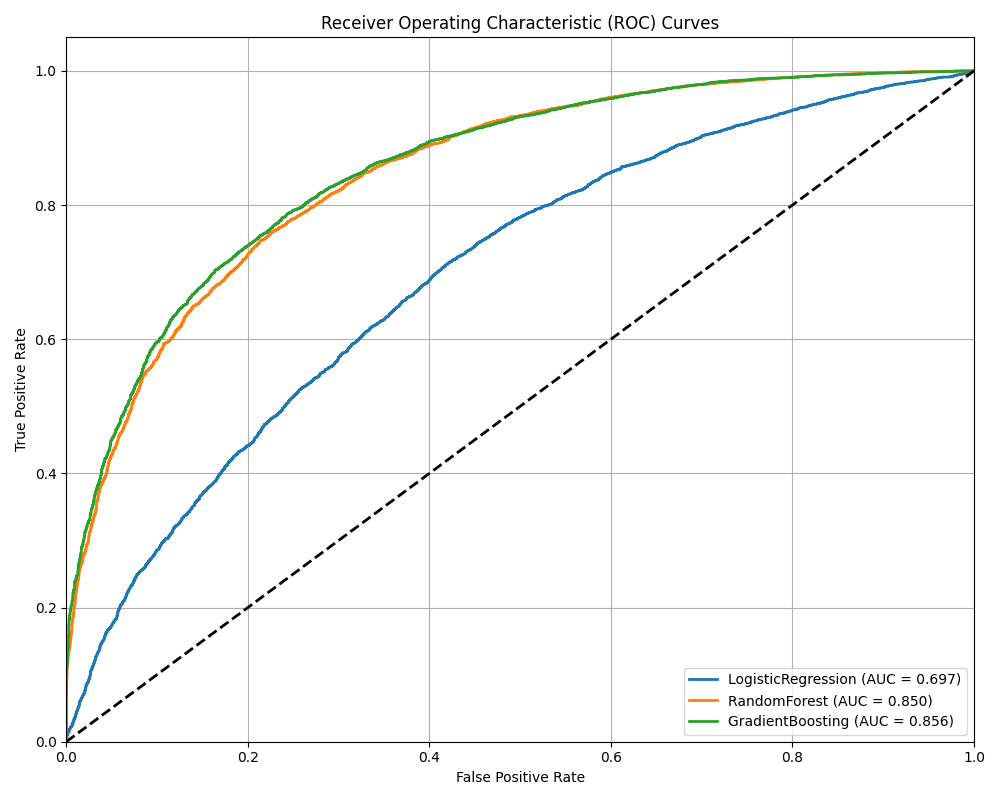 Receiver Operating Characteristic (ROC) Curves
True Positive Rate
1.0
0.8
0.6
0.4
0.2
0.0
0.0 0.2 0.4 0.6 0.8 1.0
False Positive Rate
LogisticRegression (AUC = 0.697)
RandomForest (AUC = 0.850)
GradientBoosting (AUC = 0.856)